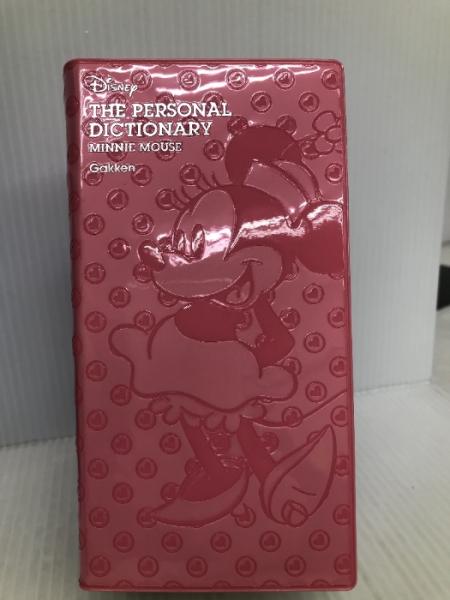 Disney
THE PERSONAL
DICTIONARY
MINNIE MOUSE
Gakken